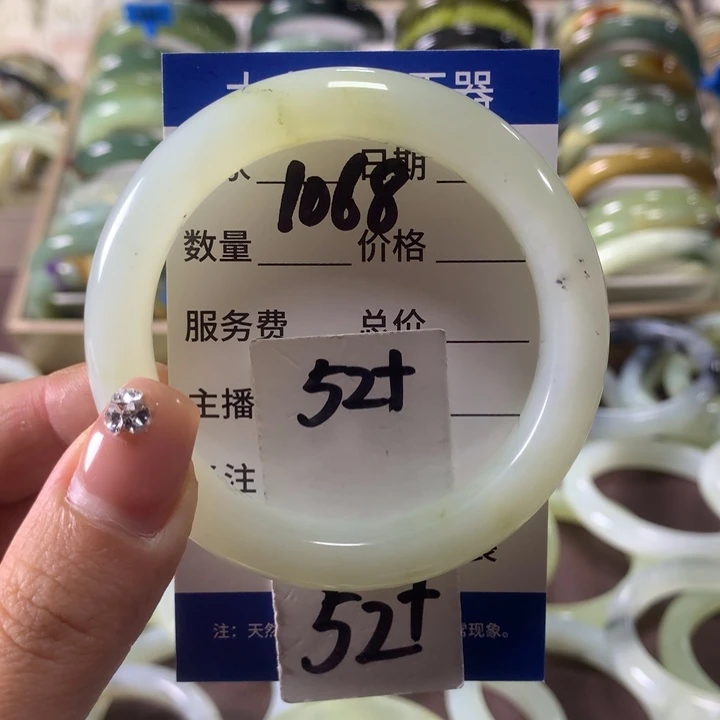 1068
日期
数量 价格
服务费 总价
52+
主播
注
52+
注：天然 常现象。